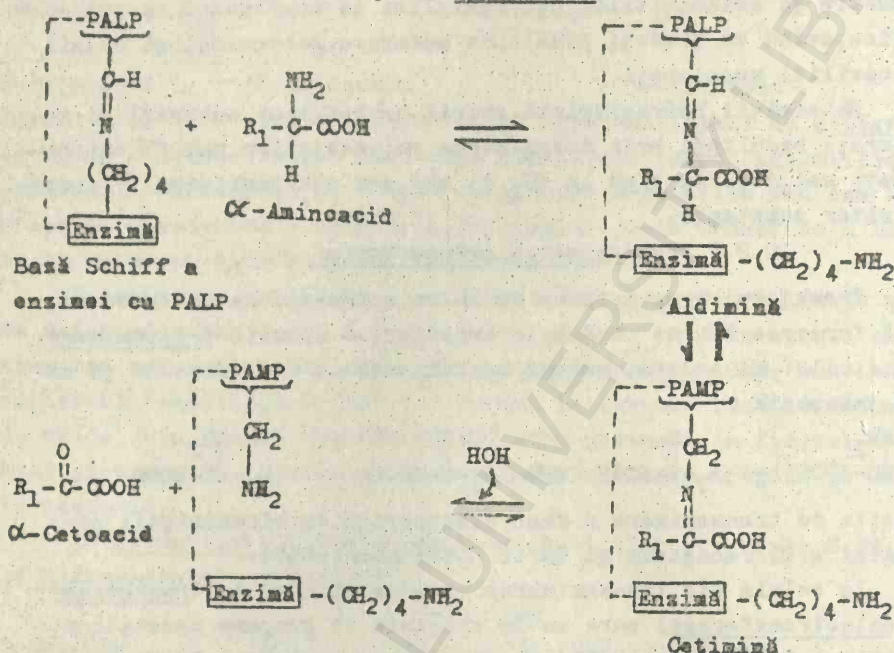 PALP
C-H
N
(CH2)4
Enzimă
Bază Schiff a
enzimei cu PALP
+
NH2
R1-C-COOH
H
α-Aminoacid
PALP
C-H
N
R1-C-COOH
H
Enzimă -(CH2)4-NH2
Aldimină
PAMP
CH2
N
R1-C-COOH
Enzimă -(CH2)4-NH2
Cetimină
HOH
O
R1-C-COOH +
α-Cetoacid
PAMP
CH2
NH2
Enzimă -(CH2)4-NH2